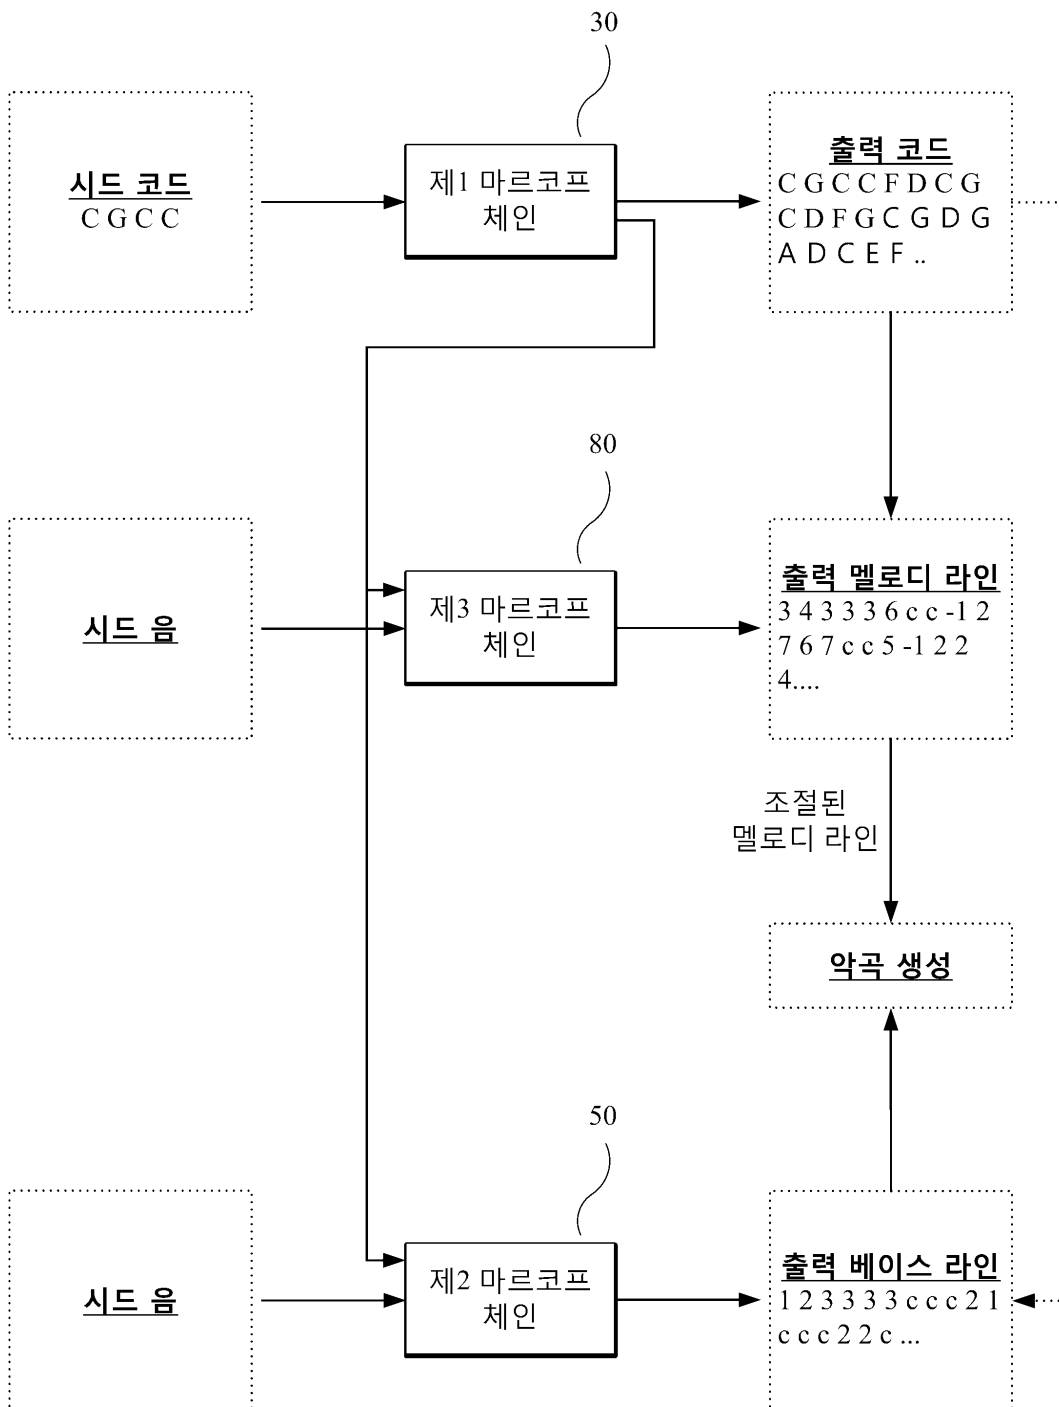 30
시드 코드
C G C C
제1 마르코프
체인
출력 코드
C G C C F D C G
C D F G C G D G
A D C E F ..
80
시드 음
제3 마르코프
체인
출력 멜로디 라인
3 4 3 3 3 6 c c -1 2
7 6 7 c c 5 -1 2 2
4....
조절된
멜로디 라인
악곡 생성
50
시드 음
제2 마르코프
체인
출력 베이스 라인
1 2 3 3 3 3 c c c 2 1
c c c 2 2 c ...